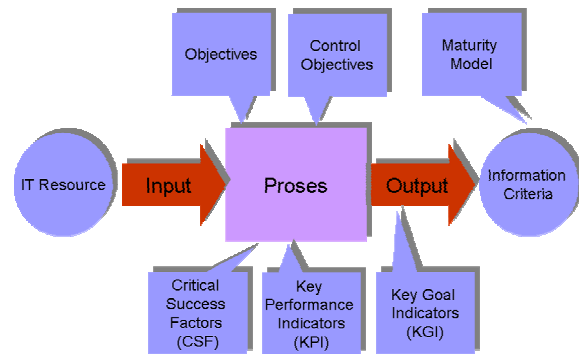 Objectives
Control
Objectives
Maturity
Model
IT Resource
Input
Proses
Output
Information
Criteria
Critical
Success
Factors
(CSF)
Key
Performance
Indicators
(KPI)
Key Goal
Indicators
(KGI)